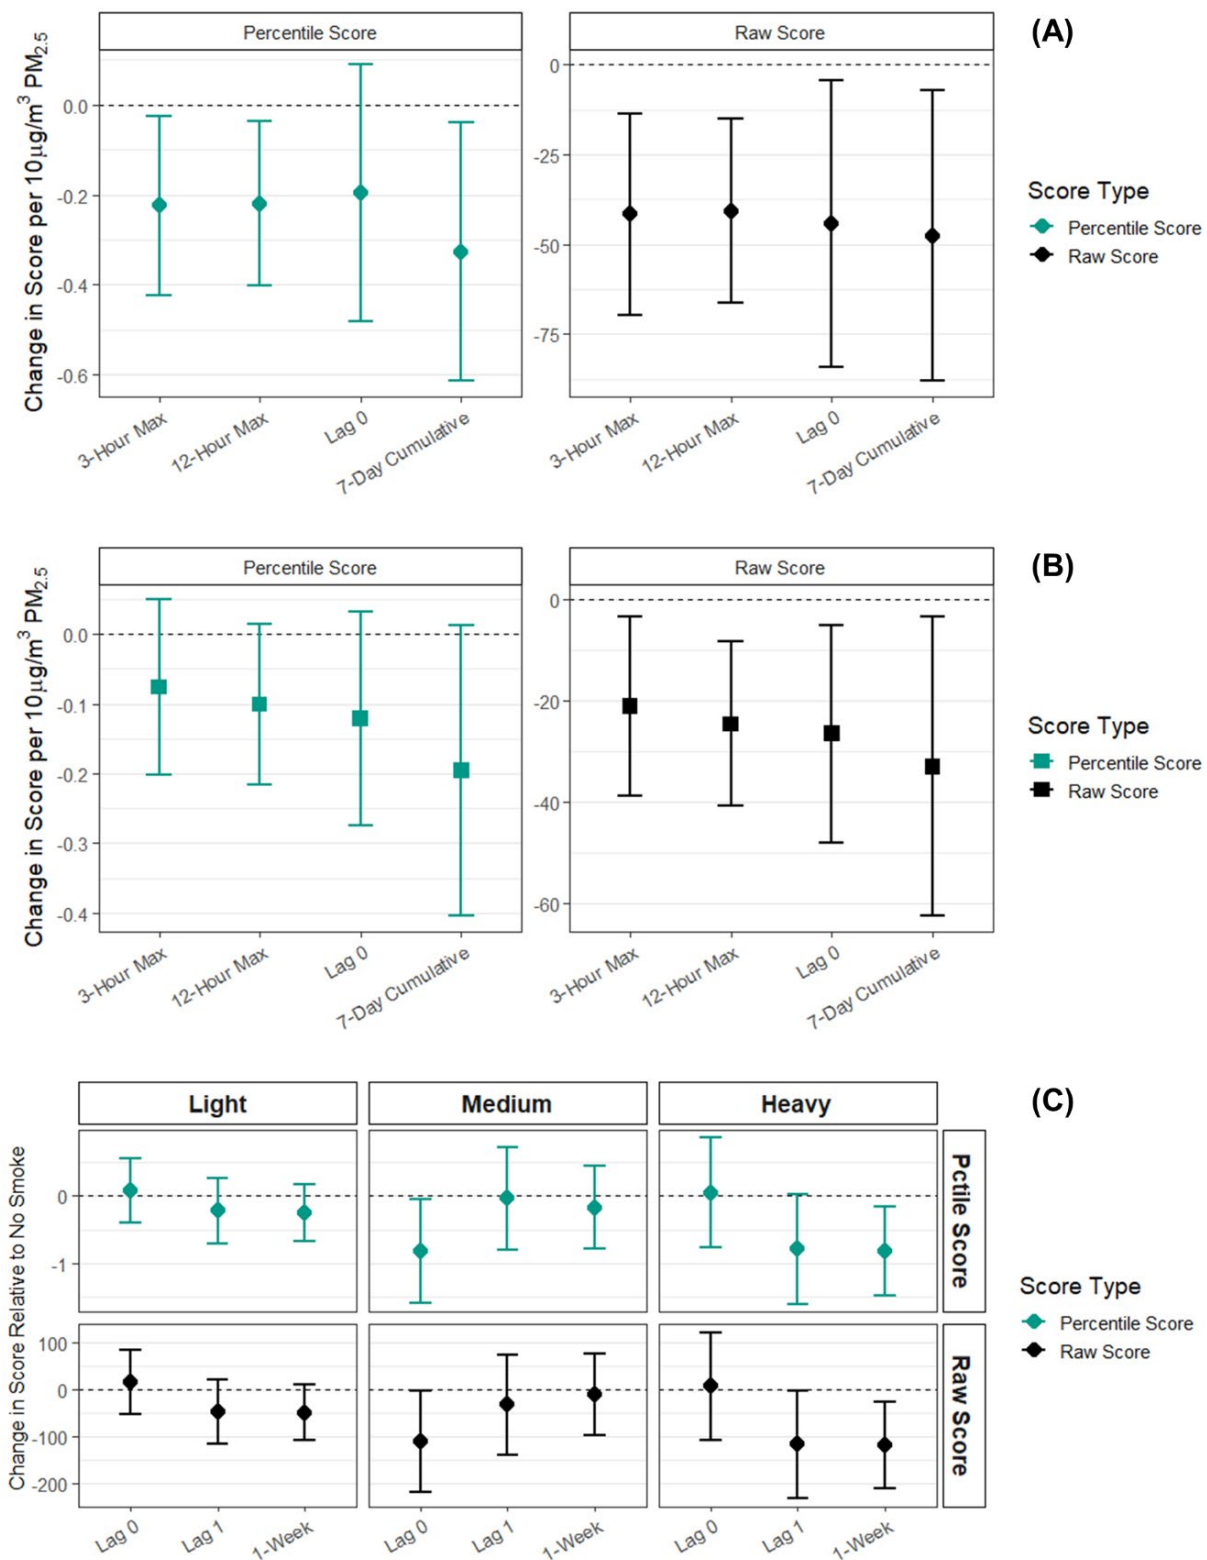 (A)
Percentile Score
Raw Score
Change in Score per 10μg/m³ PM2.5
0.0
-0.2
-0.4
-0.6
0
-25
-50
-75
3-Hour Max
12-Hour Max
Lag 0
7-Day Cumulative
3-Hour Max
12-Hour Max
Lag 0
7-Day Cumulative
Score Type
Percentile Score
Raw Score
(B)
Percentile Score
Raw Score
Change in Score per 10μg/m³ PM2.5
0.0
-0.1
-0.2
-0.3
-0.4
0
-20
-40
-60
3-Hour Max
12-Hour Max
Lag 0
7-Day Cumulative
3-Hour Max
12-Hour Max
Lag 0
7-Day Cumulative
Score Type
Percentile Score
Raw Score
(C)
Light
Medium
Heavy
Change in Score Relative to No Smoke
0
-1
Pctile Score
100
0
-100
-200
Raw Score
Lag 0
Lag 1
1-Week
Lag 0
Lag 1
1-Week
Lag 0
Lag 1
1-Week
Score Type
Percentile Score
Raw Score